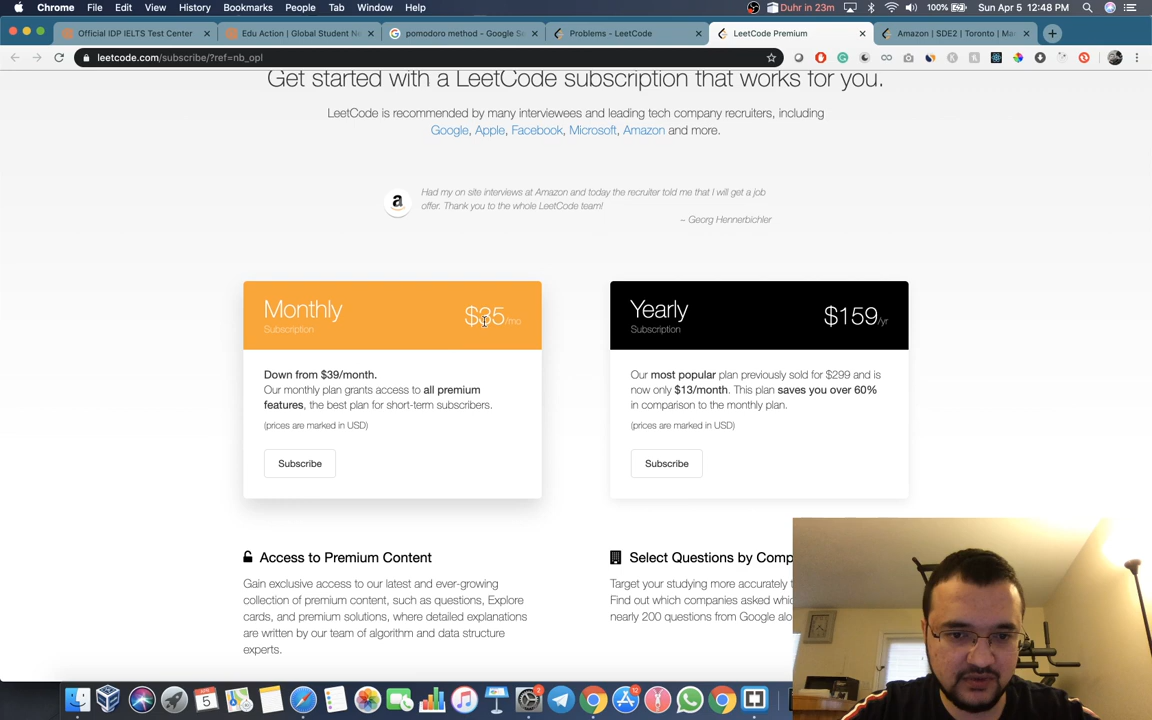 Chrome File Edit View History Bookmarks People Tab Window Help
Duhr in 23m 100% Sun Apr 5 12:48 PM
Official IDP IELTS Test Center
Edu Action | Global Student N
pomodoro method - Google S
Problems - LeetCode
LeetCode Premium
Amazon | SDE2 | Toronto | Ma
leetcode.com/subscribe/?ref=nb_opl
Get started with a LeetCode subscription that works for you.
LeetCode is recommended by many interviewees and leading tech company recruiters, including
Google, Apple, Facebook, Microsoft, Amazon and more.
Had my on site interviews at Amazon and today the recruiter told me that I will get a job
offer. Thank you to the whole LeetCode team!
– Georg Hennerbichler
Monthly $35/mo
Subscription
Down from $39/month.
Our monthly plan grants access to all premium
features, the best plan for short-term subscribers.
(prices are marked in USD)
Subscribe
Yearly $159/yr
Subscription
Our most popular plan previously sold for $299 and is
now only $13/month. This plan saves you over 60%
in comparison to the monthly plan.
(prices are marked in USD)
Subscribe
Access to Premium Content
Gain exclusive access to our latest and ever-growing
collection of premium content, such as questions, Explore
cards, and premium solutions, where detailed explanations
are written by our team of algorithm and data structure
experts.
Select Questions by Comp
Target your studying more accurately
Find out which companies asked which
nearly 200 questions from Google alo